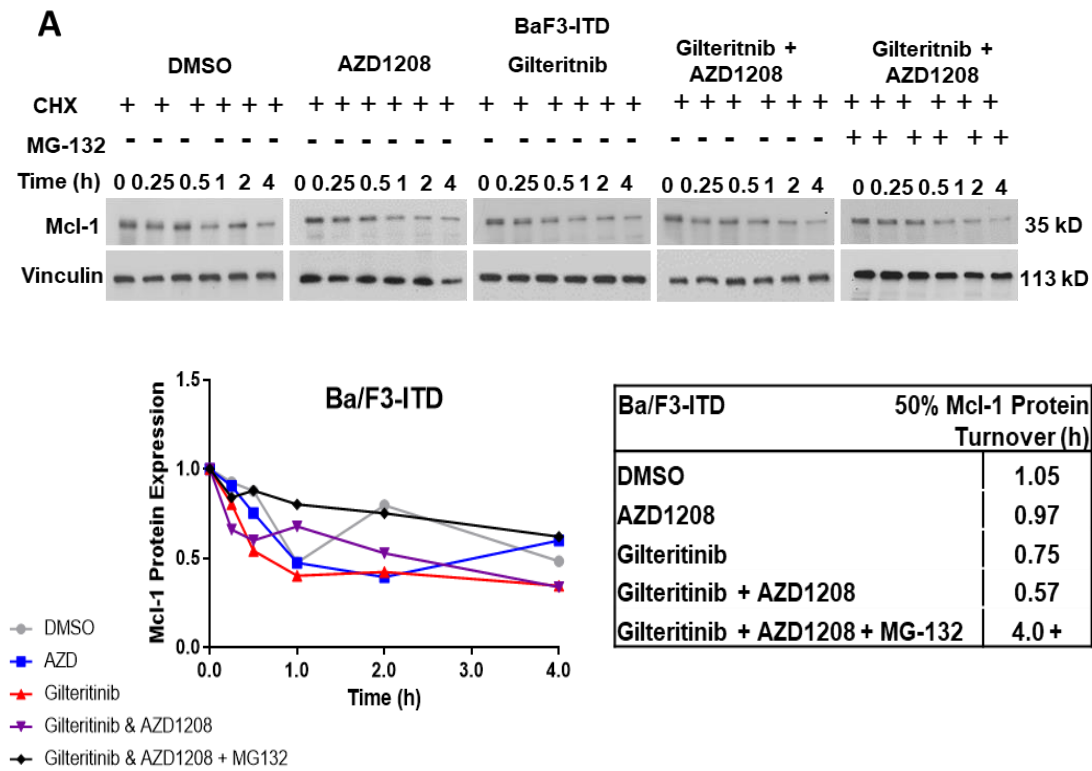 A
BaF3-ITD
DMSO
AZD1208
Gilteritnib
Gilteritnib +
AZD1208
Gilteritnib +
AZD1208
CHX + + + + + + + + + + + + + + + + + + + + + + + + + + + + + +
MG-132 - - - - - - - - - - - - - - - - - - - - - - - - + + + + + +
Time (h) 0 0.25 0.5 1 2 4 0 0.25 0.5 1 2 4 0 0.25 0.5 1 2 4 0 0.25 0.5 1 2 4 0 0.25 0.5 1 2 4
Mcl-1 35 kD
Vinculin 113 kD
Ba/F3-ITD
Mcl-1 Protein Expression
1.5
1.0
0.5
0.0
0.0 1.0 2.0 3.0 4.0
Time (h)
DMSO
AZD
Gilteritinib
Gilteritinib & AZD1208
Gilteritinib & AZD1208 + MG132
Ba/F3-ITD 50% Mcl-1 Protein
Turnover (h)
DMSO 1.05
AZD1208 0.97
Gilteritinib 0.75
Gilteritinib + AZD1208 0.57
Gilteritinib + AZD1208 + MG-132 4.0 +